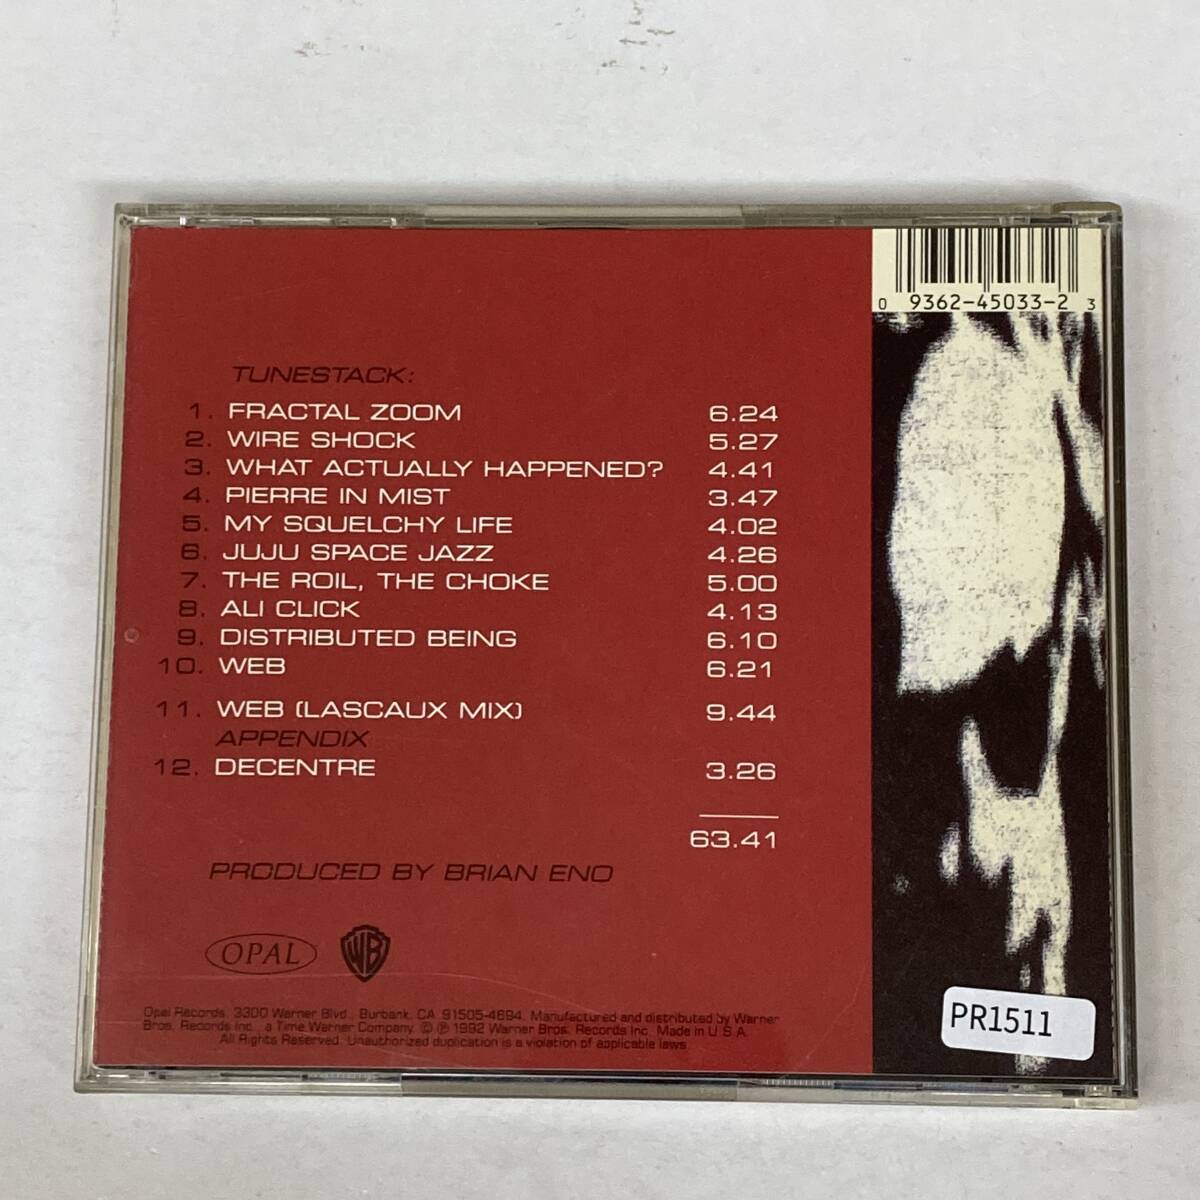 0 9362-45033-2 3
TUNESTACK:
1. FRACTAL ZOOM 6.24
2. WIRE SHOCK 5.27
3. WHAT ACTUALLY HAPPENED? 4.41
4. PIERRE IN MIST 3.47
5. MY SQUELCHY LIFE 4.02
6. JUJU SPACE JAZZ 4.26
7. THE ROIL, THE CHOKE 5.00
8. ALI CLICK 4.13
9. DISTRIBUTED BEING 6.10
10. WEB 6.21
11. WEB (LASCAUX MIX) 9.44
APPENDIX
12. DECENTRE 3.26
63.41
PRODUCED BY BRIAN ENO
OPAL WB
Opal Records, 3300 Warner Blvd., Burbank, CA 91505-4694. Manufactured and distributed by Warner
Bros. Records Inc., a Time Warner Company. © ℗ 1992 Warner Bros. Records Inc. Made in U.S.A.
All Rights Reserved. Unauthorized duplication is a violation of applicable laws.
PR1511